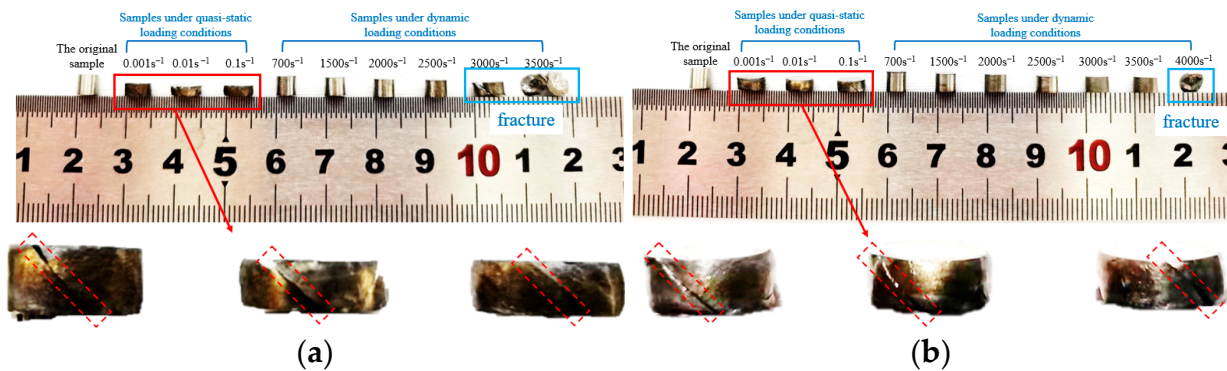 Samples under quasi-static
loading conditions
Samples under dynamic
loading conditions
The original
sample
0.001s⁻¹ 0.01s⁻¹ 0.1s⁻¹ 700s⁻¹ 1500s⁻¹ 2000s⁻¹ 2500s⁻¹ 3000s⁻¹ 3500s⁻¹
fracture
1 2 3 4 5 6 7 8 9 10 1 2 3
(a)
Samples under quasi-static
loading conditions
Samples under dynamic
loading conditions
The original
sample
0.001s⁻¹ 0.01s⁻¹ 0.1s⁻¹ 700s⁻¹ 1500s⁻¹ 2000s⁻¹ 2500s⁻¹ 3000s⁻¹ 3500s⁻¹ 4000s⁻¹
fracture
1 2 3 4 5 6 7 8 9 10 1 2 3
(b)